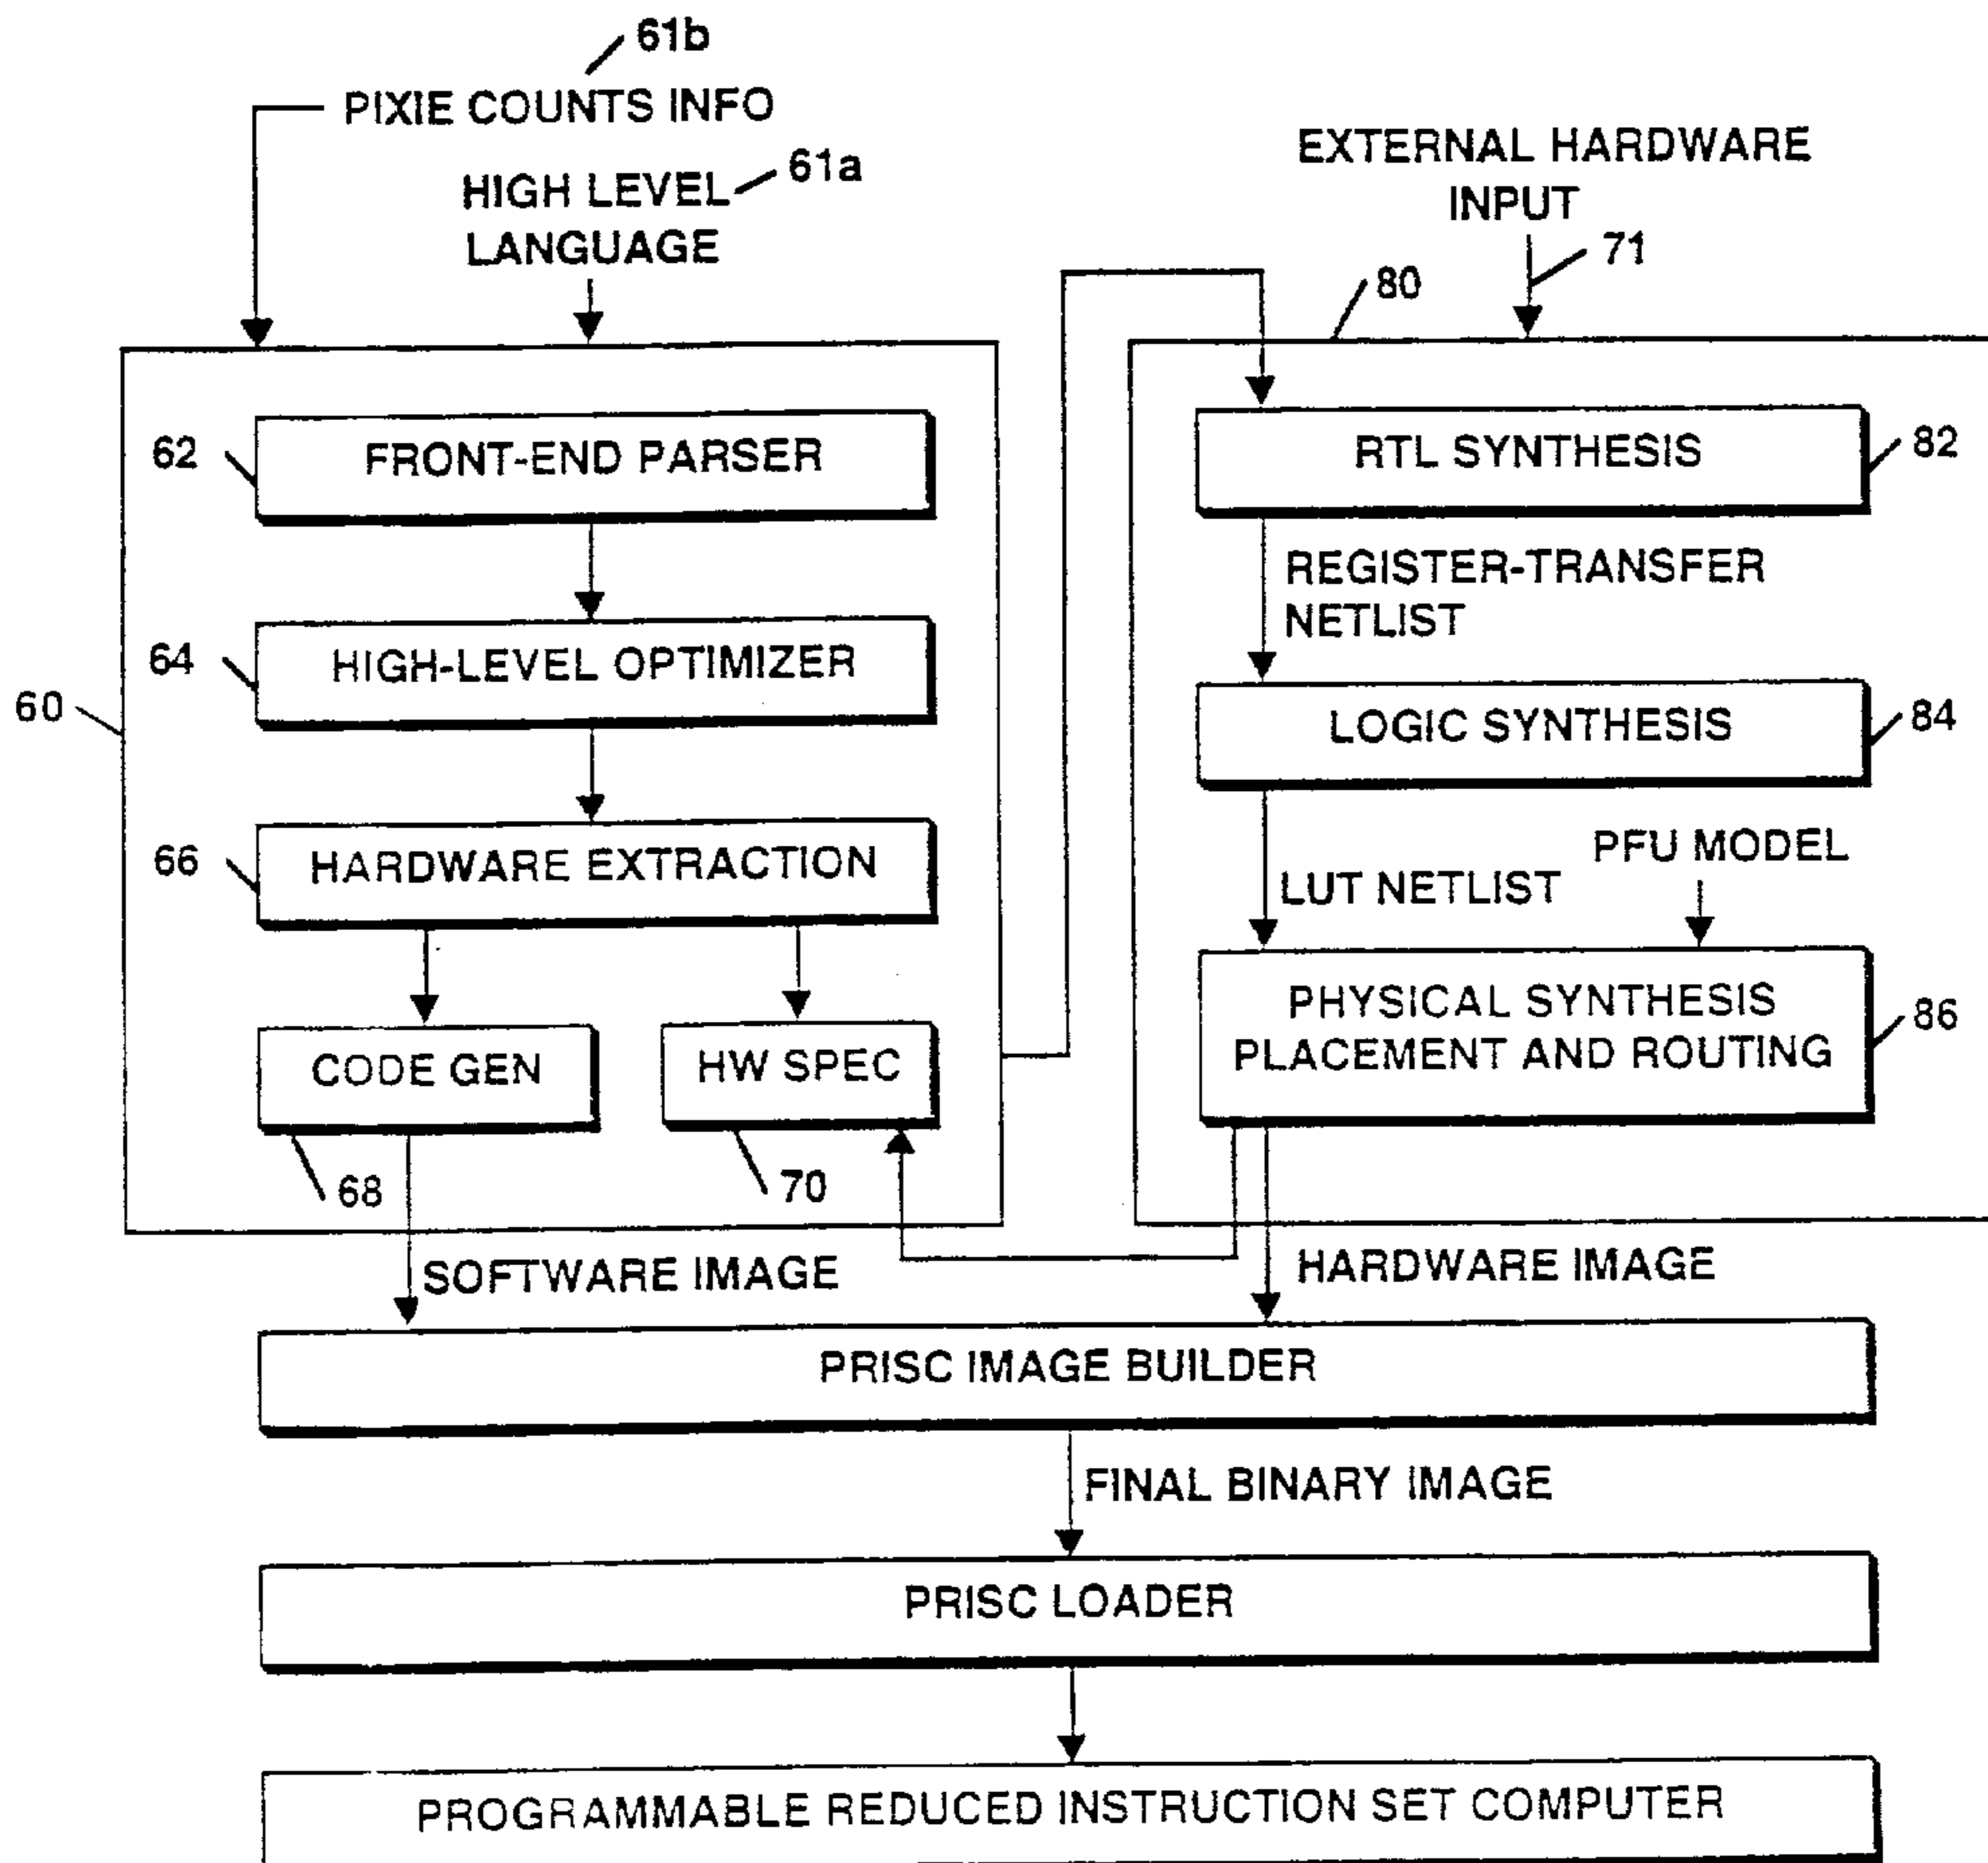 61b
PIXIE COUNTS INFO
HIGH LEVEL
LANGUAGE
61a
EXTERNAL HARDWARE
INPUT
71
80
60
62
FRONT-END PARSER
64
HIGH-LEVEL OPTIMIZER
66
HARDWARE EXTRACTION
CODE GEN
HW SPEC
68
70
RTL SYNTHESIS
82
REGISTER-TRANSFER
NETLIST
LOGIC SYNTHESIS
84
LUT NETLIST
PFU MODEL
PHYSICAL SYNTHESIS
PLACEMENT AND ROUTING
86
SOFTWARE IMAGE
HARDWARE IMAGE
PRISC IMAGE BUILDER
FINAL BINARY IMAGE
PRISC LOADER
PROGRAMMABLE REDUCED INSTRUCTION SET COMPUTER